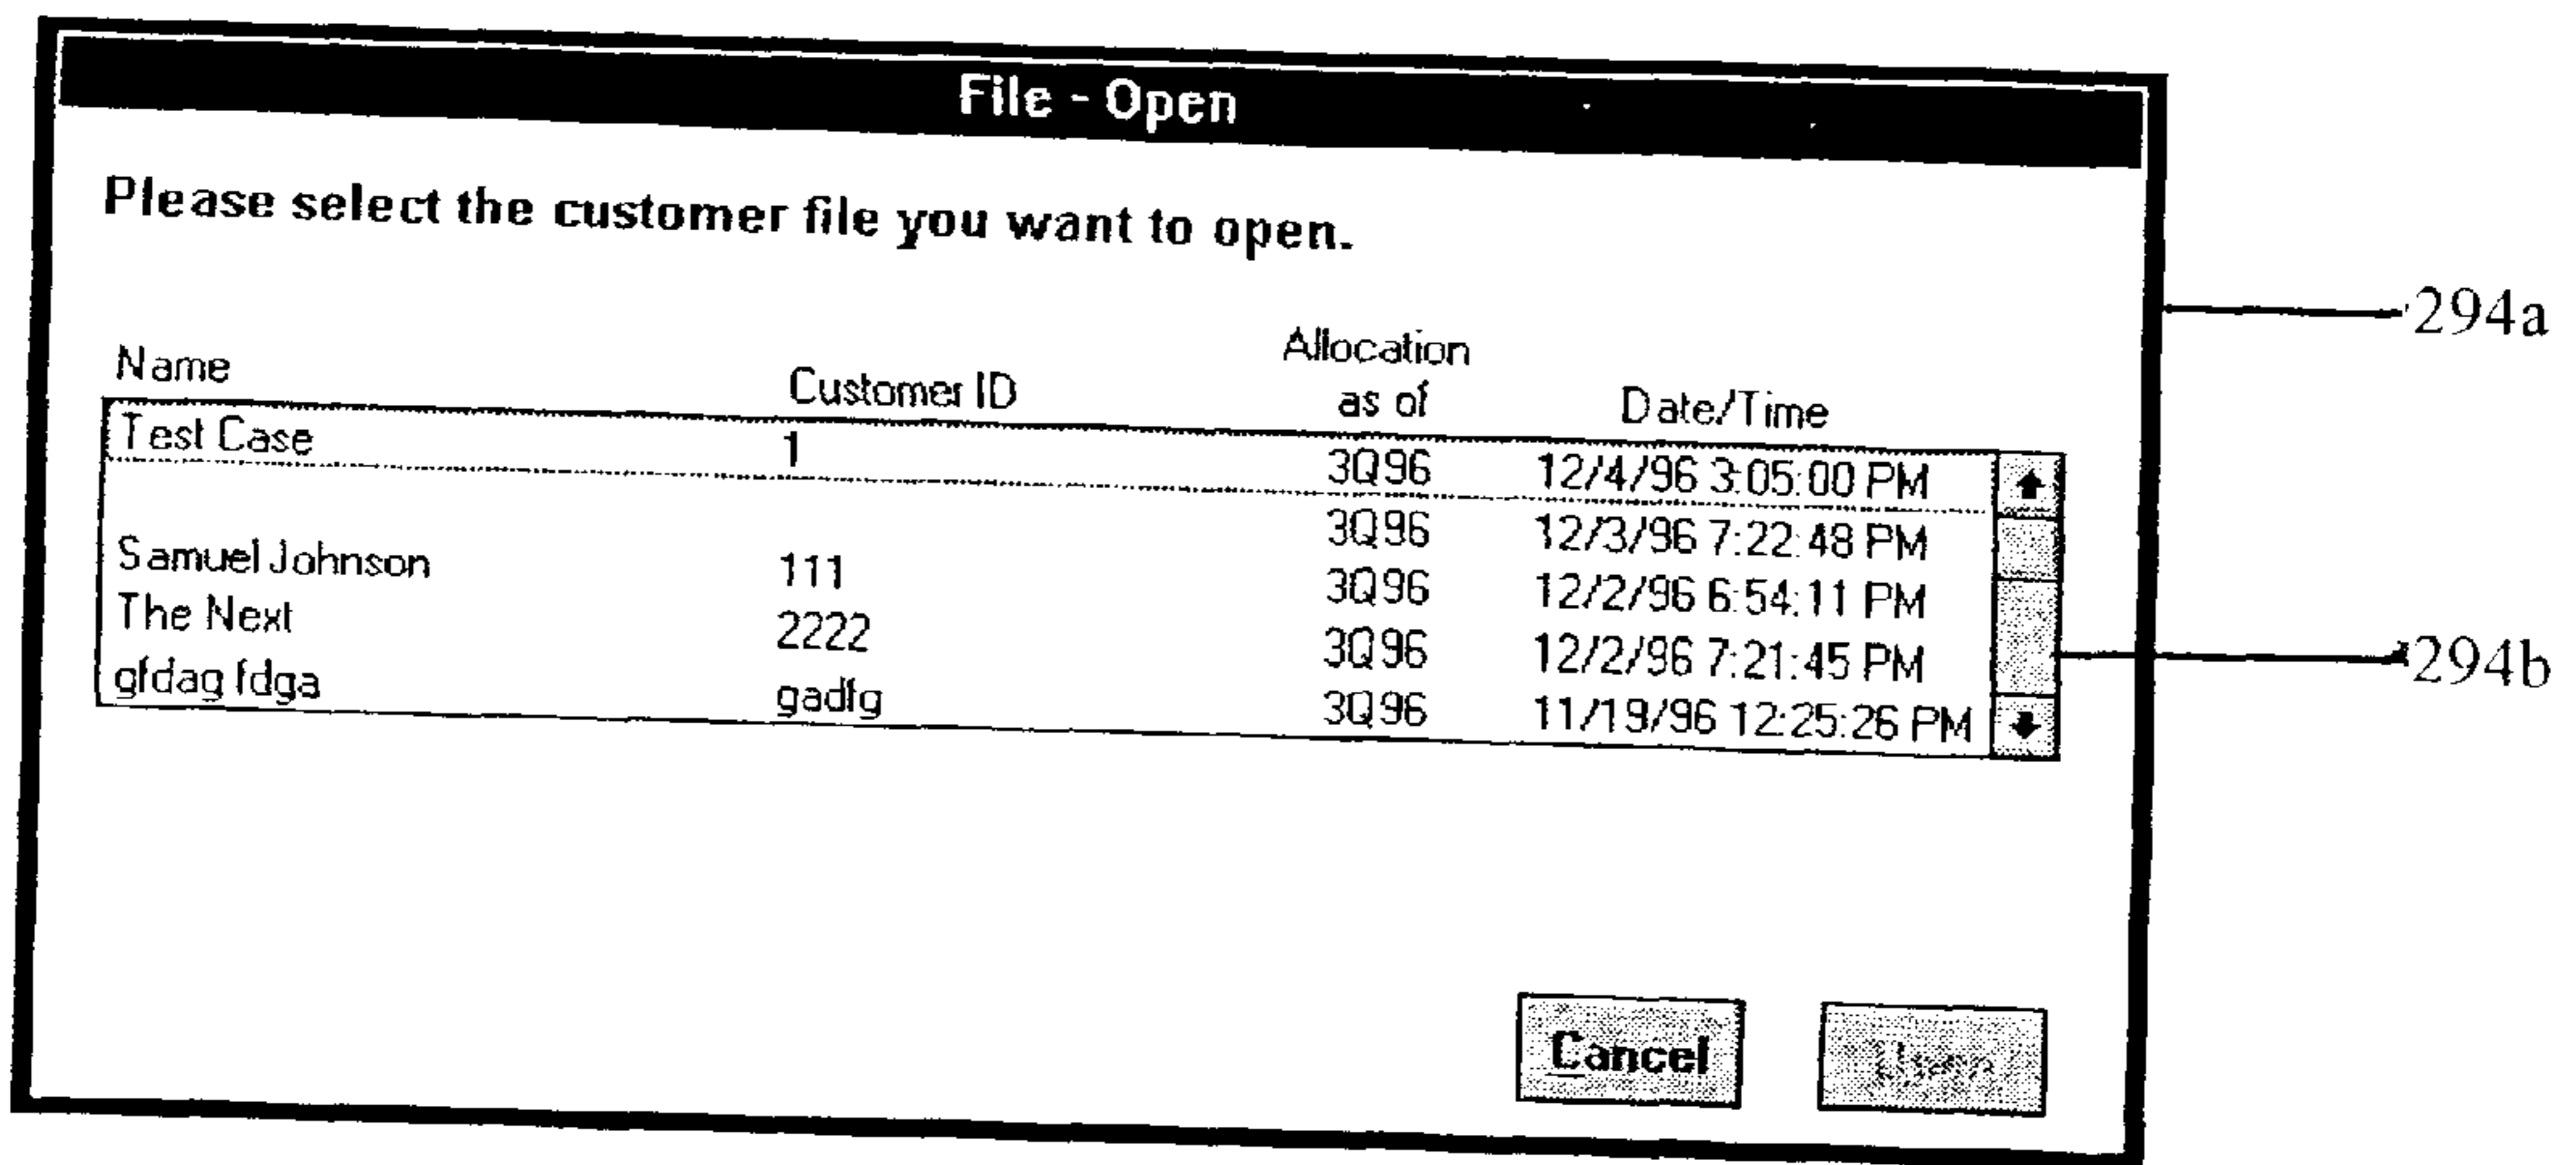 File - Open
Please select the customer file you want to open.
294a
Name Customer ID Allocation as of Date/Time
Test Case 1 3Q96 12/4/96 3:05:00 PM
3Q96 12/3/96 7:22:48 PM
Samuel Johnson 111 3Q96 12/2/96 6:54:11 PM
The Next 2222 3Q96 12/2/96 7:21:45 PM
294b
gfdag fdga gadfg 3Q96 11/19/96 12:25:26 PM
Cancel